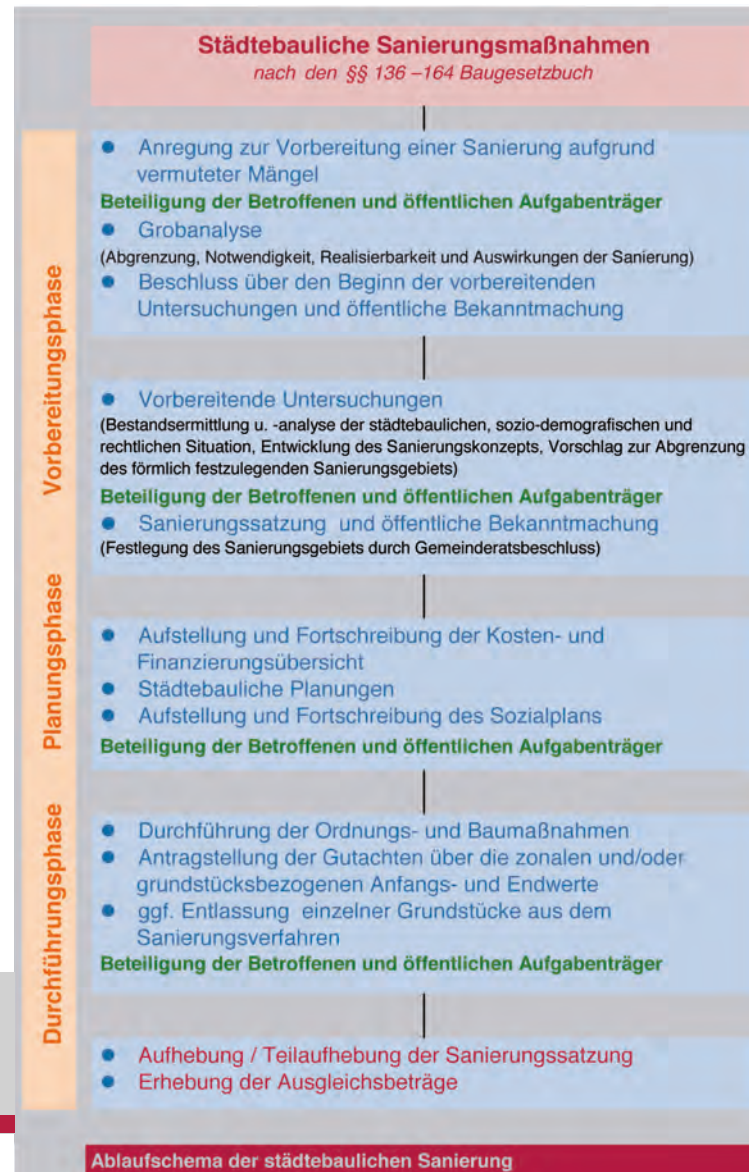 Städtebauliche Sanierungsmaßnahmen
nach den §§ 136 –164 Baugesetzbuch
Vorbereitungsphase
● Anregung zur Vorbereitung einer Sanierung aufgrund
vermuteter Mängel
Beteiligung der Betroffenen und öffentlichen Aufgabenträger
● Grobanalyse
(Abgrenzung, Notwendigkeit, Realisierbarkeit und Auswirkungen der Sanierung)
● Beschluss über den Beginn der vorbereitenden
Untersuchungen und öffentliche Bekanntmachung
● Vorbereitende Untersuchungen
(Bestandsermittlung u. -analyse der städtebaulichen, sozio-demografischen und
rechtlichen Situation, Entwicklung des Sanierungskonzepts, Vorschlag zur Abgrenzung
des förmlich festzulegenden Sanierungsgebiets)
Beteiligung der Betroffenen und öffentlichen Aufgabenträger
● Sanierungssatzung und öffentliche Bekanntmachung
(Festlegung des Sanierungsgebiets durch Gemeinderatsbeschluss)
Planungsphase
● Aufstellung und Fortschreibung der Kosten- und
Finanzierungsübersicht
● Städtebauliche Planungen
● Aufstellung und Fortschreibung des Sozialplans
Beteiligung der Betroffenen und öffentlichen Aufgabenträger
Durchführungsphase
● Durchführung der Ordnungs- und Baumaßnahmen
● Antragstellung der Gutachten über die zonalen und/oder
grundstücksbezogenen Anfangs- und Endwerte
● ggf. Entlassung einzelner Grundstücke aus dem
Sanierungsverfahren
Beteiligung der Betroffenen und öffentlichen Aufgabenträger
● Aufhebung / Teilaufhebung der Sanierungssatzung
● Erhebung der Ausgleichsbeträge
Ablaufschema der städtebaulichen Sanierung